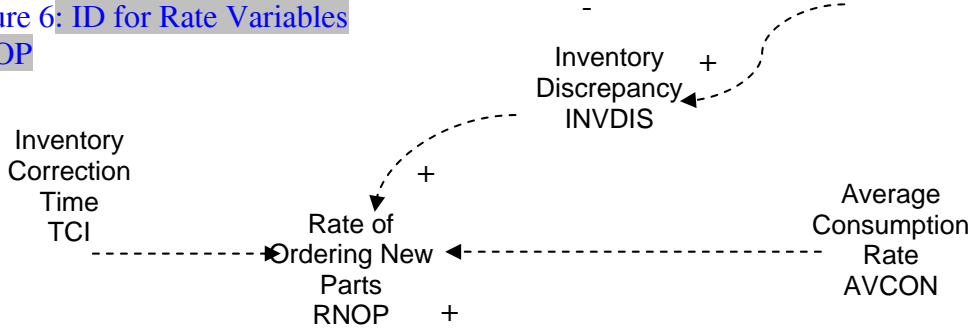 ure 6: ID for Rate Variables
OP
-
Inventory
Discrepancy
INVDIS
+
Inventory
Correction
Time
TCI
+
Rate of
Ordering New
Parts
RNOP
+
Average
Consumption
Rate
AVCON